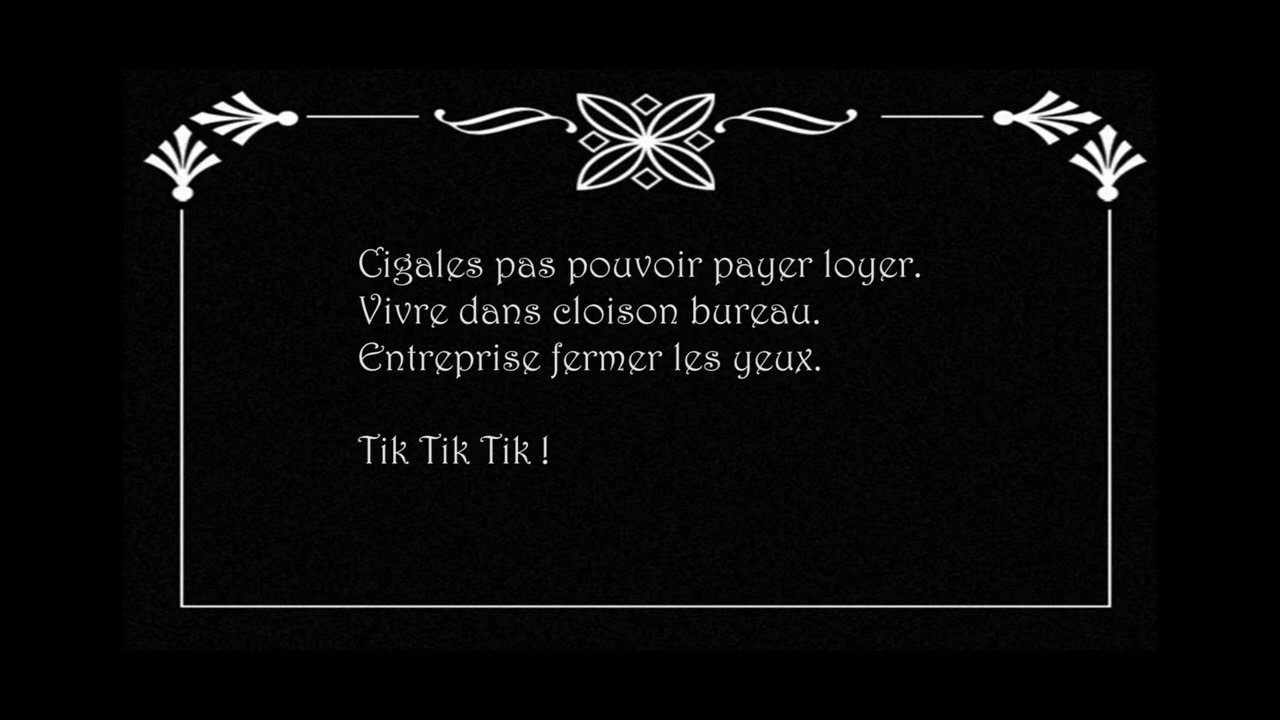 Cigales pas pouvoir payer loyer.
Vivre dans cloison bureau.
Entreprise fermer les yeux.
Tik Tik Tik !